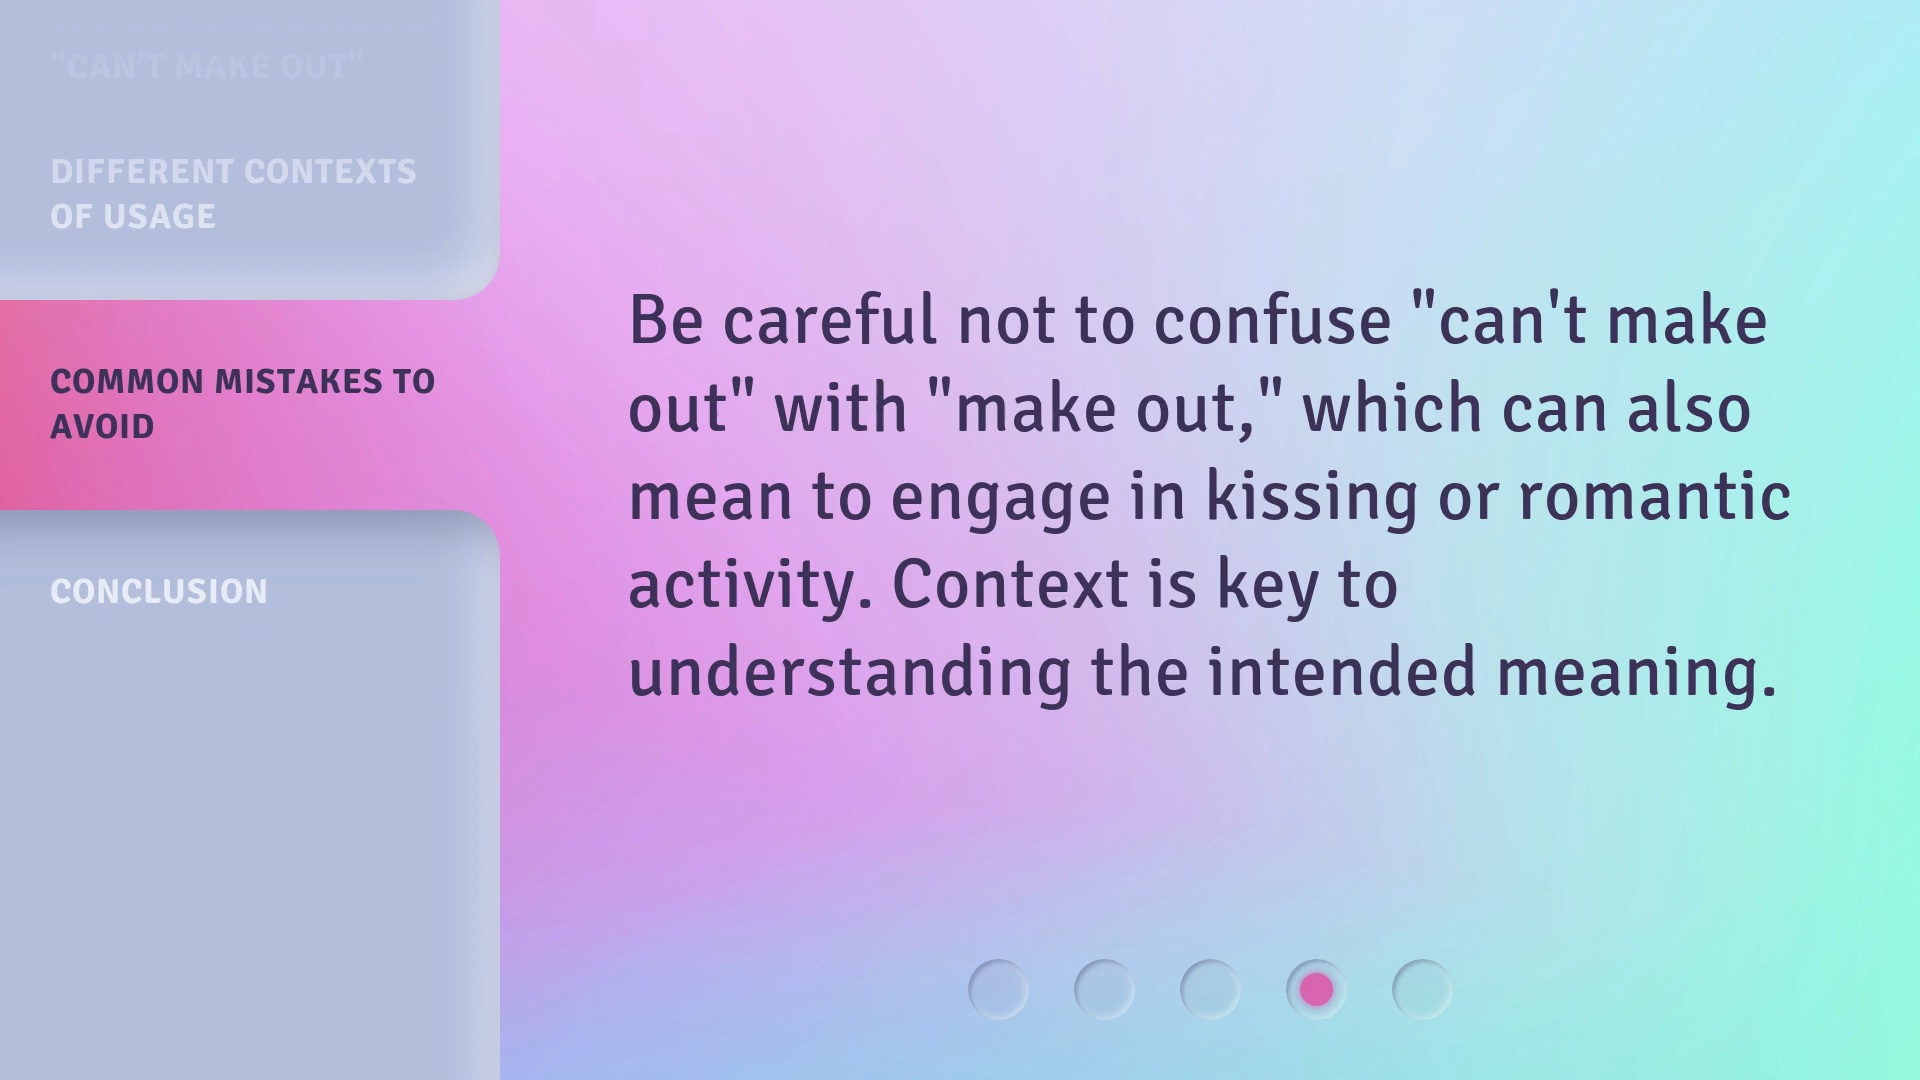 "CAN'T MAKE OUT"
DIFFERENT CONTEXTS
OF USAGE
COMMON MISTAKES TO
AVOID
CONCLUSION
Be careful not to confuse "can't make
out" with "make out," which can also
mean to engage in kissing or romantic
activity. Context is key to
understanding the intended meaning.